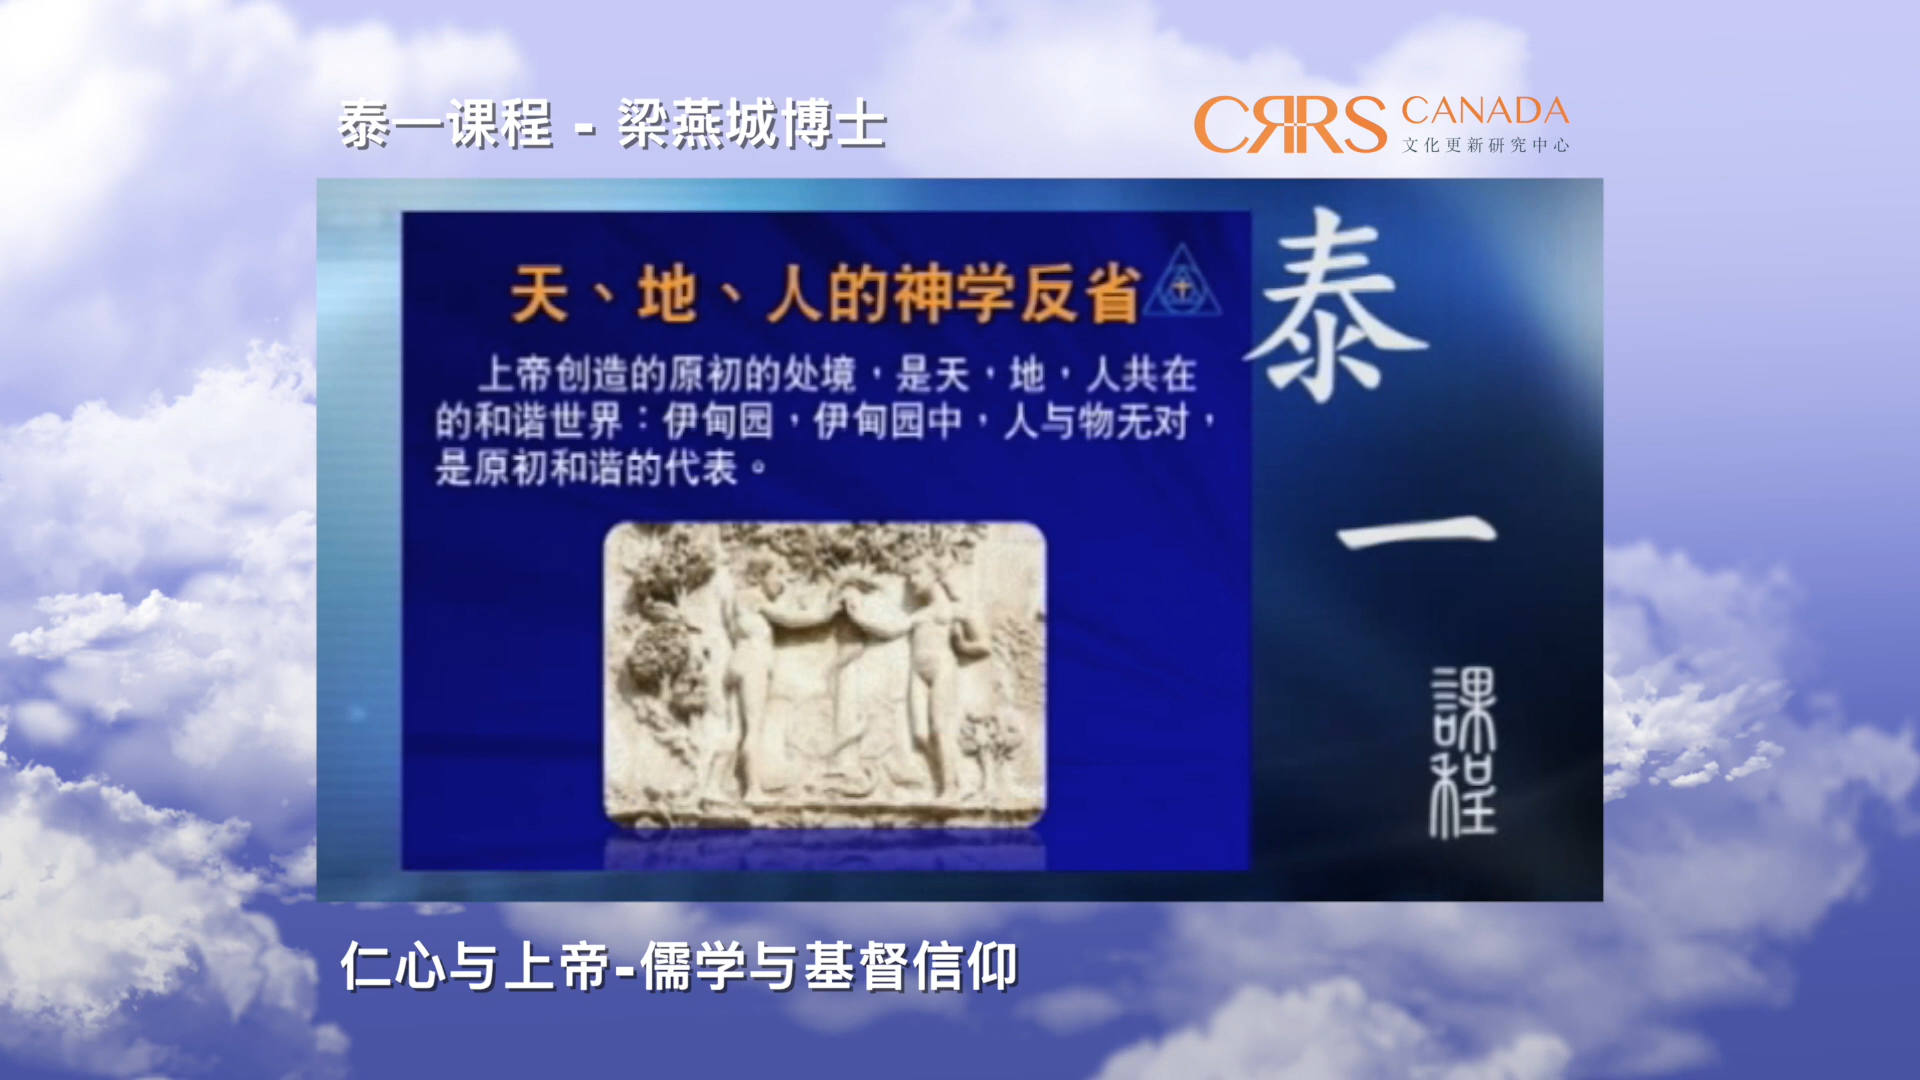 泰一课程 - 梁燕城博士
CRRS CANADA
文化更新研究中心
天、地、人的神学反省
上帝创造的原初的处境，是天，地，人共在
的和谐世界：伊甸园，伊甸园中，人与物无对，
是原初和谐的代表。
泰一
課程
仁心与上帝-儒学与基督信仰